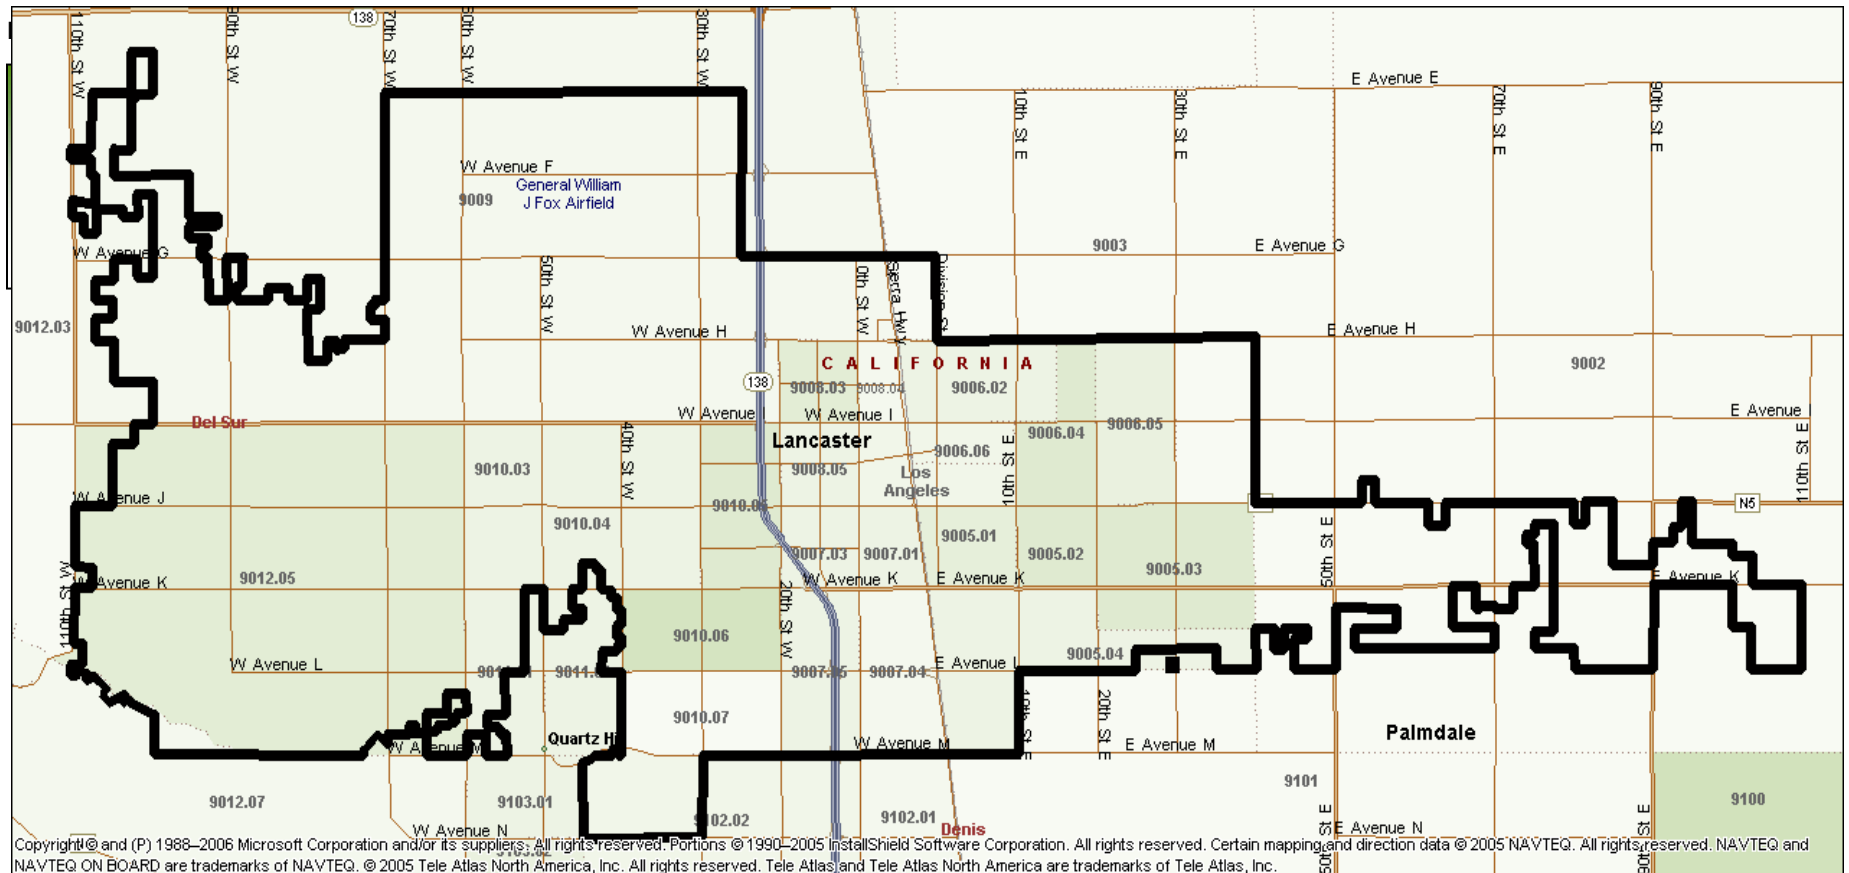 138
110th St W
90th St W
70th St W
80th St W
E Avenue E
10th St E
30th St E
70th St E
90th St E
W Avenue F
General William
J Fox Airfield
9009
9003
E Avenue G
W Avenue G
50th St W
Sierra Hwy
Division St
9012.03
W Avenue H
E Avenue H
CALIFORNIA
9002
138
9008.03
9008.04
9006.02
Del Sur
W Avenue I
W Avenue I
E Avenue I
9006.05
40th St W
Lancaster
9006.04
10th St E
110th St E
9006.06
9010.03
9008.05
Los
Angeles
W Avenue J
9010.04
N5
9005.01
9007.03
9007.01
9005.02
50th St E
9005.03
W Avenue K
9012.05
W Avenue K
E Avenue K
E Avenue K
110th St W
20th St W
9010.06
W Avenue L
9007.04
9005.04
9010.07
10th St E
20th St E
Quartz Hi
W Avenue M
E Avenue M
Palmdale
9101
9012.07
9103.01
9102.02
9102.01
9100
W Avenue N
Denis
E Avenue N
Copyright © and (P) 1988–2006 Microsoft Corporation and/or its suppliers. All rights reserved. Portions © 1990–2005 InstallShield Software Corporation. All rights reserved. Certain mapping and direction data © 2005 NAVTEQ. All rights reserved. NAVTEQ and
NAVTEQ ON BOARD are trademarks of NAVTEQ. © 2005 Tele Atlas North America, Inc. All rights reserved. Tele Atlas and Tele Atlas North America are trademarks of Tele Atlas, Inc.